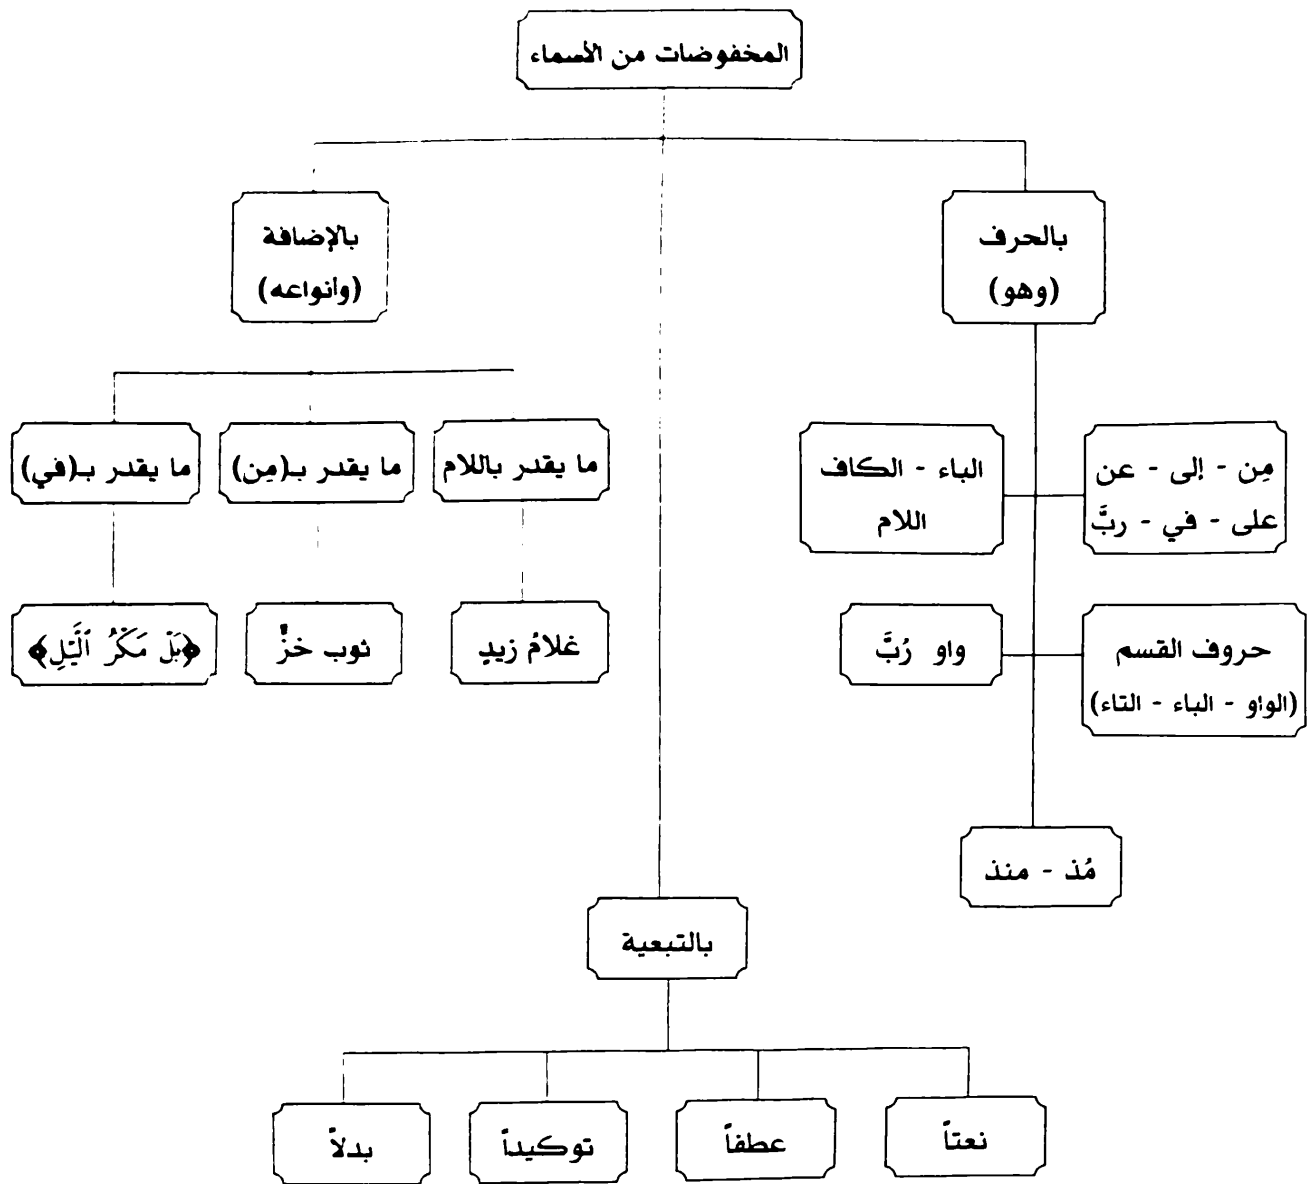 المخفوضات من الأسماء
بالحرف
(وهو)
بالإضافة
(وأنواعه)
مِن - إلى - عن
على - في - ربَّ
الباء - الكاف
اللام
حروف القسم
(الواو - الباء - التاء)
واو رُبَّ
مُذ - منذ
ما يقدر باللام
ما يقدر بـ(مِن)
ما يقدر بـ(في)
غلامُ زيدٍ
ثوب خزٍّ
﴿بَلْ مَكْرُ ٱلَّيْلِ﴾
بالتبعية
نعتاً
عطفاً
توكيداً
بدلاً